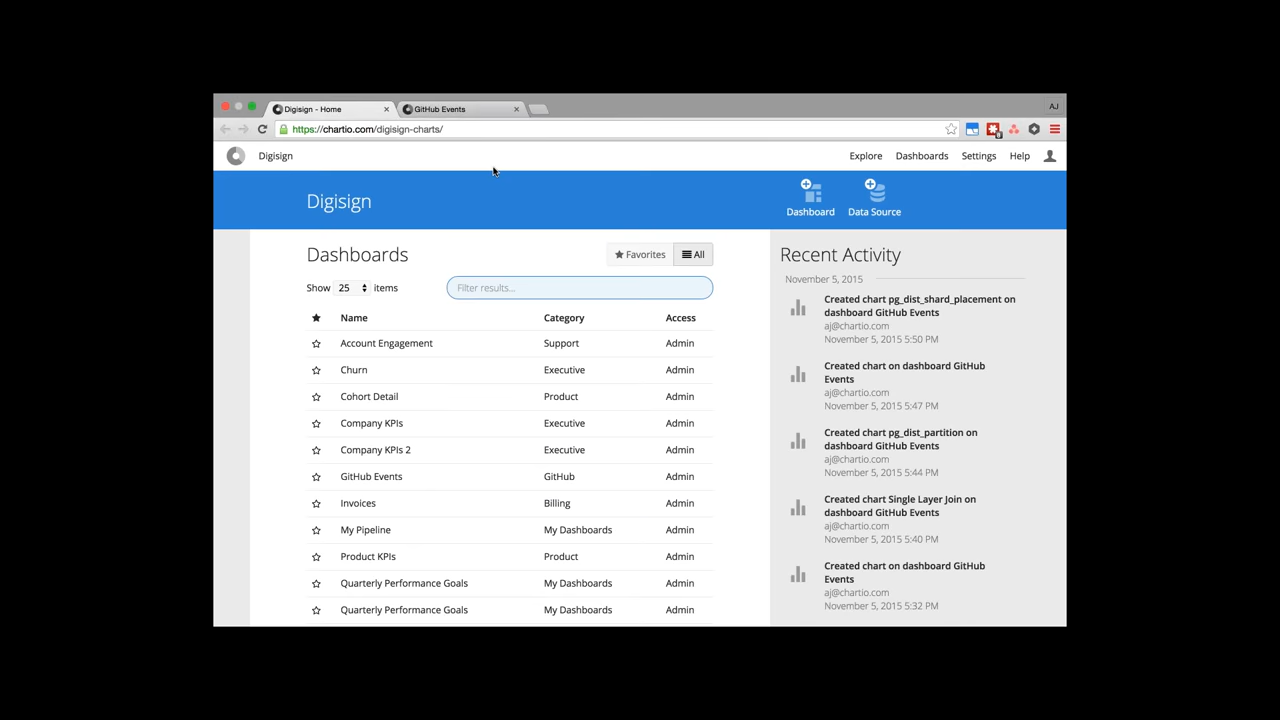 Digisign - Home
GitHub Events
AJ
https://chartio.com/digisign-charts/
Digisign
Explore
Dashboards
Settings
Help
Digisign
Dashboard
Data Source
Dashboards
Favorites
All
Show 25 items
Filter results...
Name Category Access
Account Engagement Support Admin
Churn Executive Admin
Cohort Detail Product Admin
Company KPIs Executive Admin
Company KPIs 2 Executive Admin
GitHub Events GitHub Admin
Invoices Billing Admin
My Pipeline My Dashboards Admin
Product KPIs Product Admin
Quarterly Performance Goals My Dashboards Admin
Quarterly Performance Goals My Dashboards Admin
Recent Activity
November 5, 2015
Created chart pg_dist_shard_placement on
dashboard GitHub Events
aj@chartio.com
November 5, 2015 5:50 PM
Created chart on dashboard GitHub
Events
aj@chartio.com
November 5, 2015 5:47 PM
Created chart pg_dist_partition on
dashboard GitHub Events
aj@chartio.com
November 5, 2015 5:44 PM
Created chart Single Layer Join on
dashboard GitHub Events
aj@chartio.com
November 5, 2015 5:40 PM
Created chart on dashboard GitHub
Events
aj@chartio.com
November 5, 2015 5:32 PM